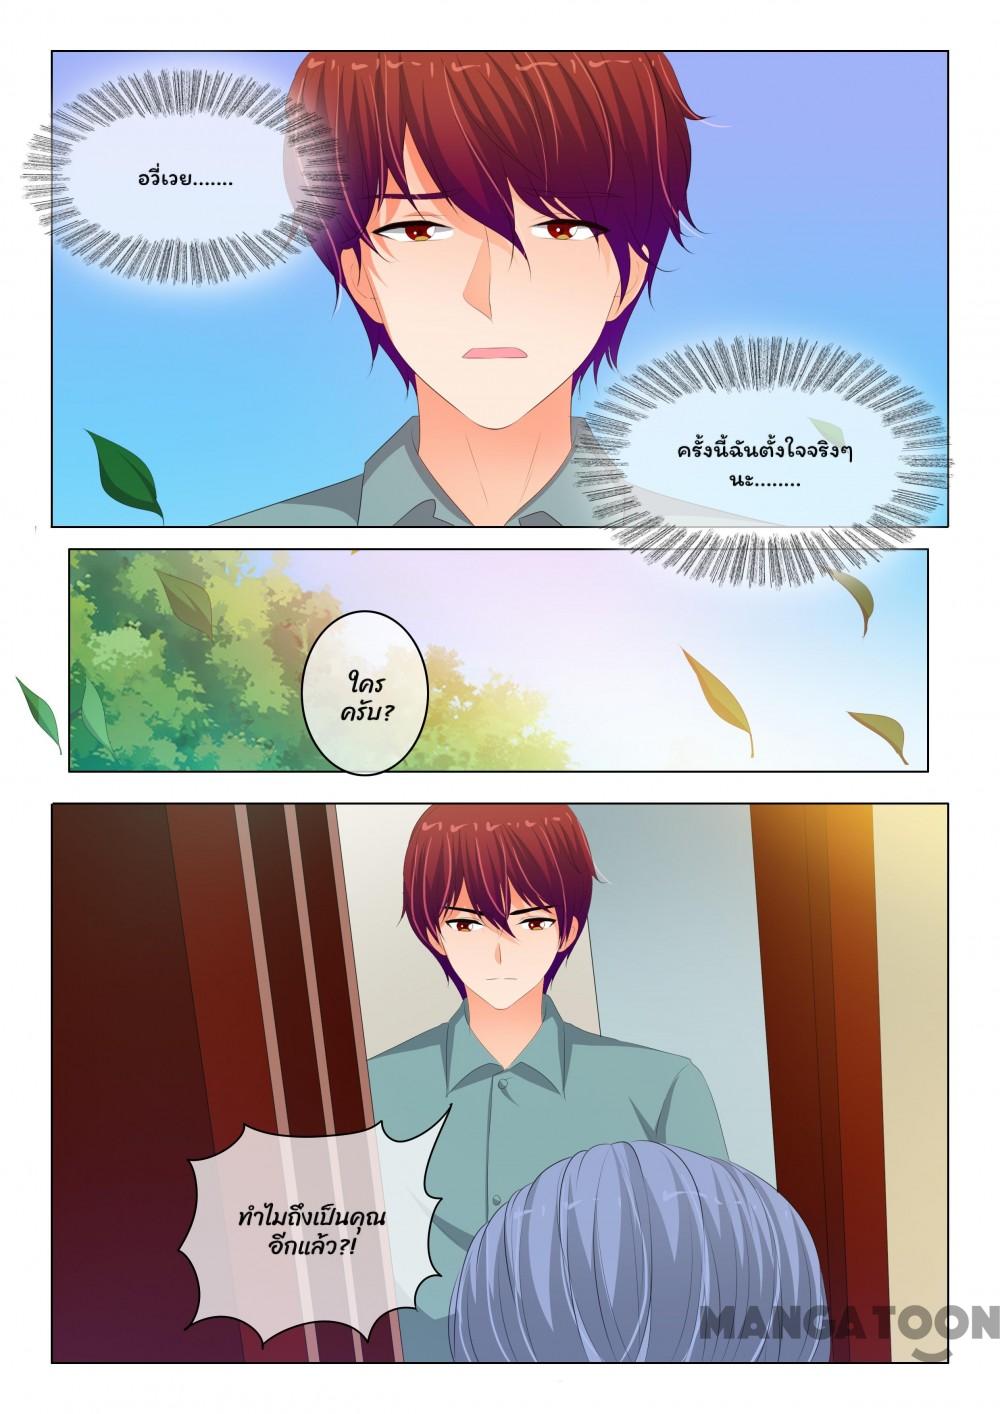 อวี่เวย.......
ครั้งนี้ฉันตั้งใจจริงๆ
นะ........
ใคร
ครับ?
ทำไมถึงเป็นคุณ
อีกแล้ว?!
MANGATOON